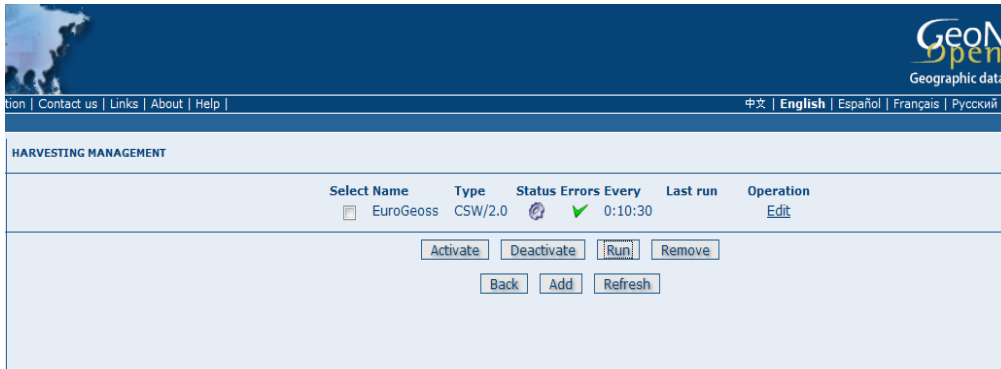 GeoN
Open
Geographic data
tion | Contact us | Links | About | Help |
中文 | English | Español | Français | Русский
HARVESTING MANAGEMENT
Select Name Type Status Errors Every Last run Operation
EuroGeoss CSW/2.0 0:10:30 Edit
Activate Deactivate Run Remove
Back Add Refresh